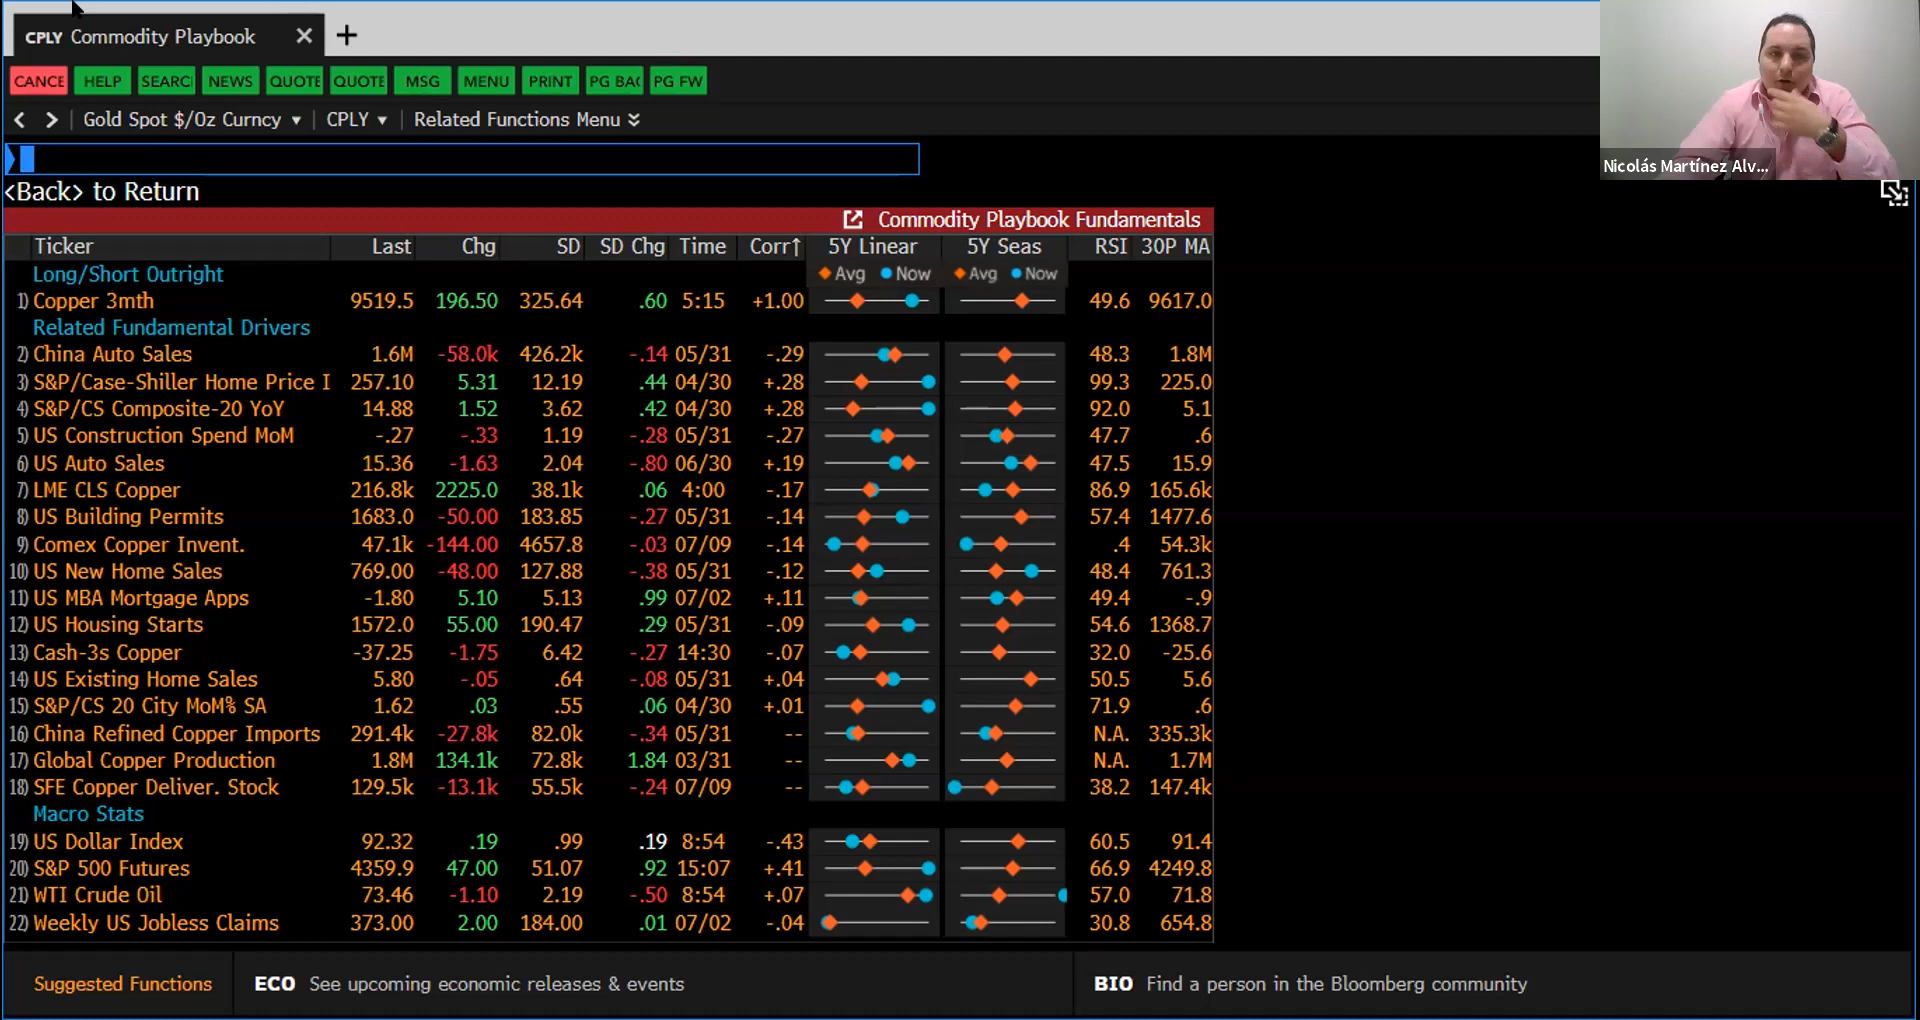 CPLY Commodity Playbook
CANCE HELP SEARC NEWS QUOTE QUOTE MSG MENU PRINT PG BAC PG FW
Gold Spot $/Oz Curncy CPLY Related Functions Menu
Nicolás Martínez Alv...
<Back> to Return
Commodity Playbook Fundamentals
Ticker Last Chg SD SD Chg Time Corr↑ 5Y Linear 5Y Seas RSI 30P MA
Long/Short Outright Avg Now Avg Now
1) Copper 3mth 9519.5 196.50 325.64 .60 5:15 +1.00 49.6 9617.0
Related Fundamental Drivers
2) China Auto Sales 1.6M -58.0k 426.2k -.14 05/31 -.29 48.3 1.8M
3) S&P/Case-Shiller Home Price I 257.10 5.31 12.19 .44 04/30 +.28 99.3 225.0
4) S&P/CS Composite-20 YoY 14.88 1.52 3.62 .42 04/30 +.28 92.0 5.1
5) US Construction Spend MoM -.27 -.33 1.19 -.28 05/31 -.27 47.7 .6
6) US Auto Sales 15.36 -1.63 2.04 -.80 06/30 +.19 47.5 15.9
7) LME CLS Copper 216.8k 2225.0 38.1k .06 4:00 -.17 86.9 165.6k
8) US Building Permits 1683.0 -50.00 183.85 -.27 05/31 -.14 57.4 1477.6
9) Comex Copper Invent. 47.1k -144.00 4657.8 -.03 07/09 -.14 .4 54.3k
10) US New Home Sales 769.00 -48.00 127.88 -.38 05/31 -.12 48.4 761.3
11) US MBA Mortgage Apps -1.80 5.10 5.13 .99 07/02 +.11 49.4 -.9
12) US Housing Starts 1572.0 55.00 190.47 .29 05/31 -.09 54.6 1368.7
13) Cash-3s Copper -37.25 -1.75 6.42 -.27 14:30 -.07 32.0 -25.6
14) US Existing Home Sales 5.80 -.05 .64 -.08 05/31 +.04 50.5 5.6
15) S&P/CS 20 City MoM% SA 1.62 .03 .55 .06 04/30 +.01 71.9 .6
16) China Refined Copper Imports 291.4k -27.8k 82.0k -.34 05/31 -- N.A. 335.3k
17) Global Copper Production 1.8M 134.1k 72.8k 1.84 03/31 -- N.A. 1.7M
18) SFE Copper Deliver. Stock 129.5k -13.1k 55.5k -.24 07/09 -- 38.2 147.4k
Macro Stats
19) US Dollar Index 92.32 .19 .99 .19 8:54 -.43 60.5 91.4
20) S&P 500 Futures 4359.9 47.00 51.07 .92 15:07 +.41 66.9 4249.8
21) WTI Crude Oil 73.46 -1.10 2.19 -.50 8:54 +.07 57.0 71.8
22) Weekly US Jobless Claims 373.00 2.00 184.00 .01 07/02 -.04 30.8 654.8
Suggested Functions ECO See upcoming economic releases & events BIO Find a person in the Bloomberg community